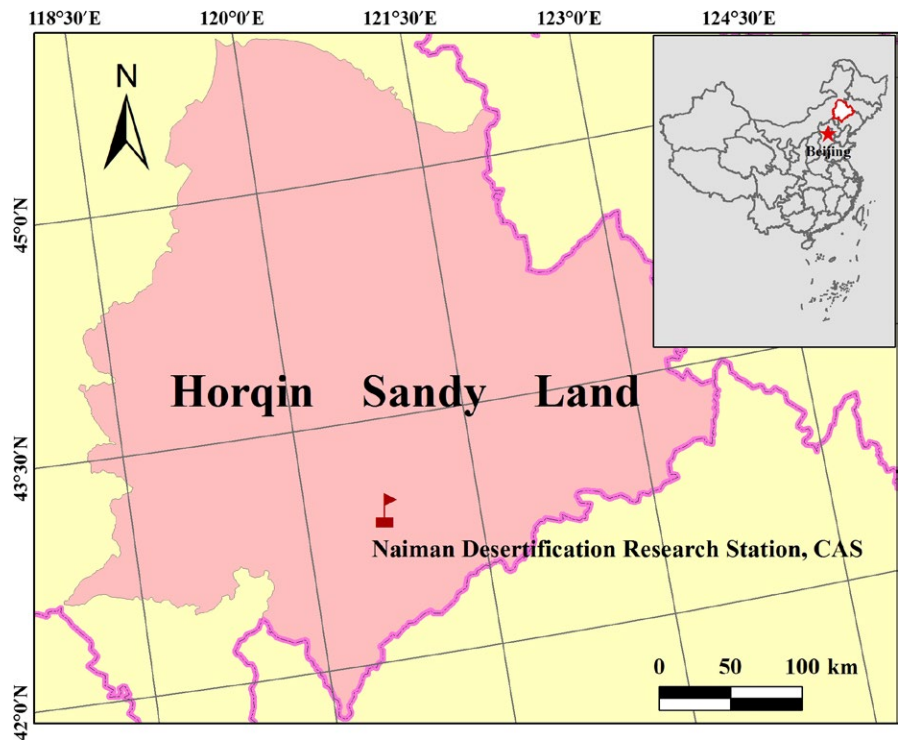 118°30'E 120°0'E 121°30'E 123°0'E 124°30'E
N
Beijing
45°0'N
Horqin Sandy Land
43°30'N
Naiman Desertification Research Station, CAS
0 50 100 km
42°0'N